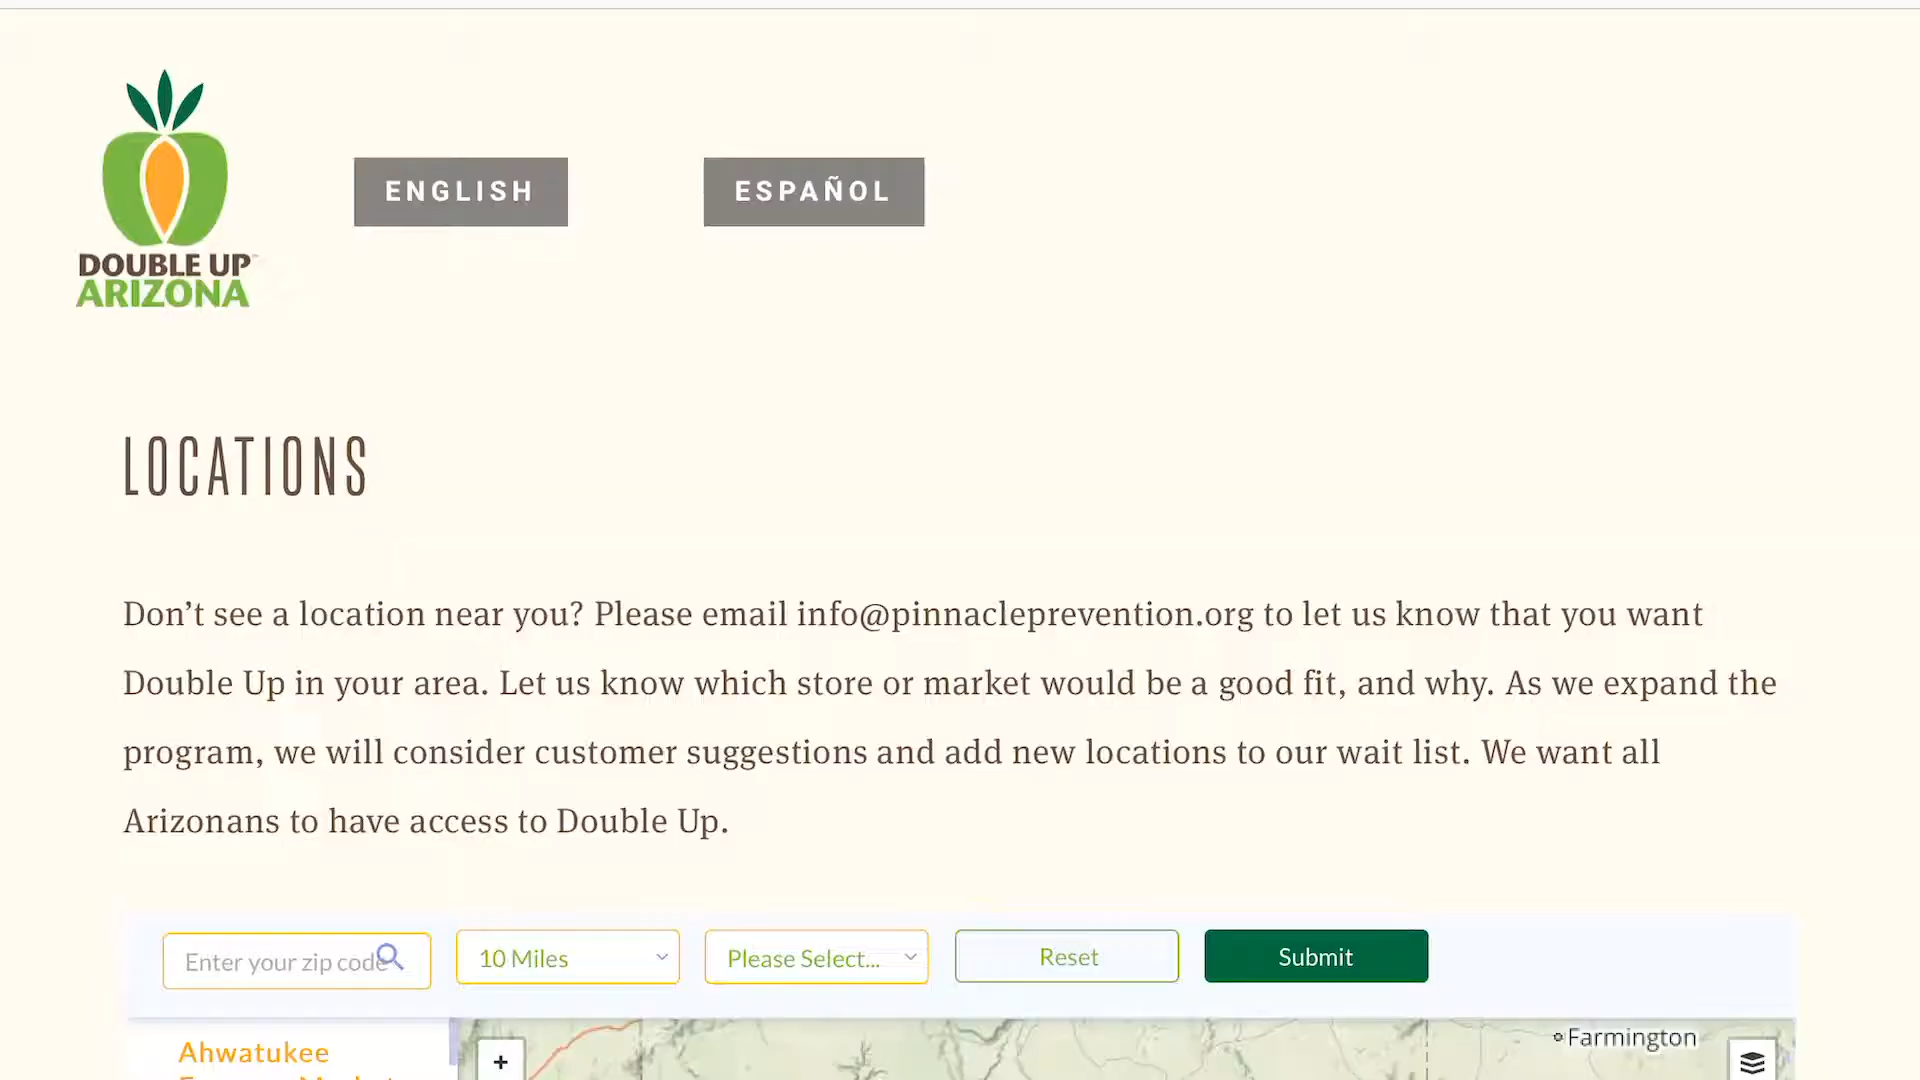 DOUBLE UP
ARIZONA
ENGLISH
ESPAÑOL
LOCATIONS
Don't see a location near you? Please email info@pinnacleprevention.org to let us know that you want
Double Up in your area. Let us know which store or market would be a good fit, and why. As we expand the
program, we will consider customer suggestions and add new locations to our wait list. We want all
Arizonans to have access to Double Up.
Enter your zip code
10 Miles
Please Select...
Reset
Submit
Ahwatukee
+
Farmington